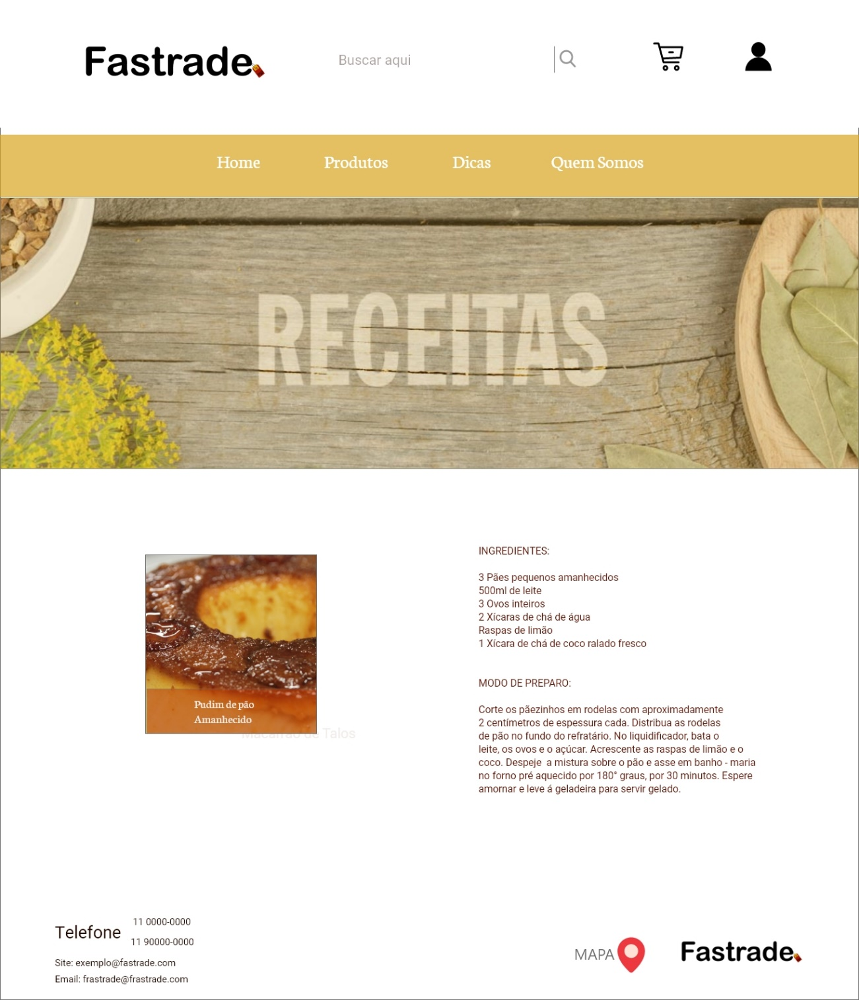 Fastrade
Buscar aqui
Home
Produtos
Dicas
Quem Somos
RECEITAS
INGREDIENTES:
3 Pães pequenos amanhecidos
500ml de leite
3 Ovos inteiros
2 Xícaras de chá de água
Raspas de limão
1 Xícara de chá de coco ralado fresco
MODO DE PREPARO:
Corte os pãezinhos em rodelas com aproximadamente
2 centímetros de espessura cada. Distribua as rodelas
de pão no fundo do refratário. No liquidificador, bata o
leite, os ovos e o açúcar. Acrescente as raspas de limão e o
coco. Despeje  a mistura sobre o pão e asse em banho - maria
no forno pré aquecido por 180° graus, por 30 minutos. Espere
amornar e leve á geladeira para servir gelado.
Pudim de pão
Amanhecido
Macarrão de Talos
Telefone
11 0000-0000
11 90000-0000
Site: exemplo@fastrade.com
Email: frastrade@frastrade.com
MAPA
Fastrade